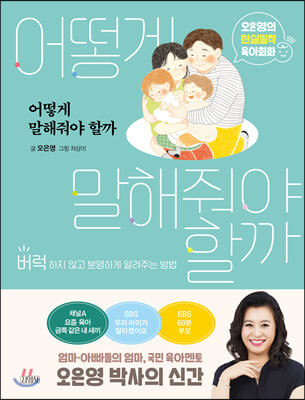 어떻게
말해줘야
할까
오은영의
현실밀착
육아회화
어떻게
말해줘야 할까
글 오은영 그림 차상미
버럭 하지 않고 분명하게 알려주는 방법
채널A
요즘 육아
금쪽 같은 내 새끼
SBS
우리 아이가
달라졌어요
EBS
60분
부모
엄마·아빠들의 엄마, 국민 육아멘토
오은영 박사의 신간
김영사